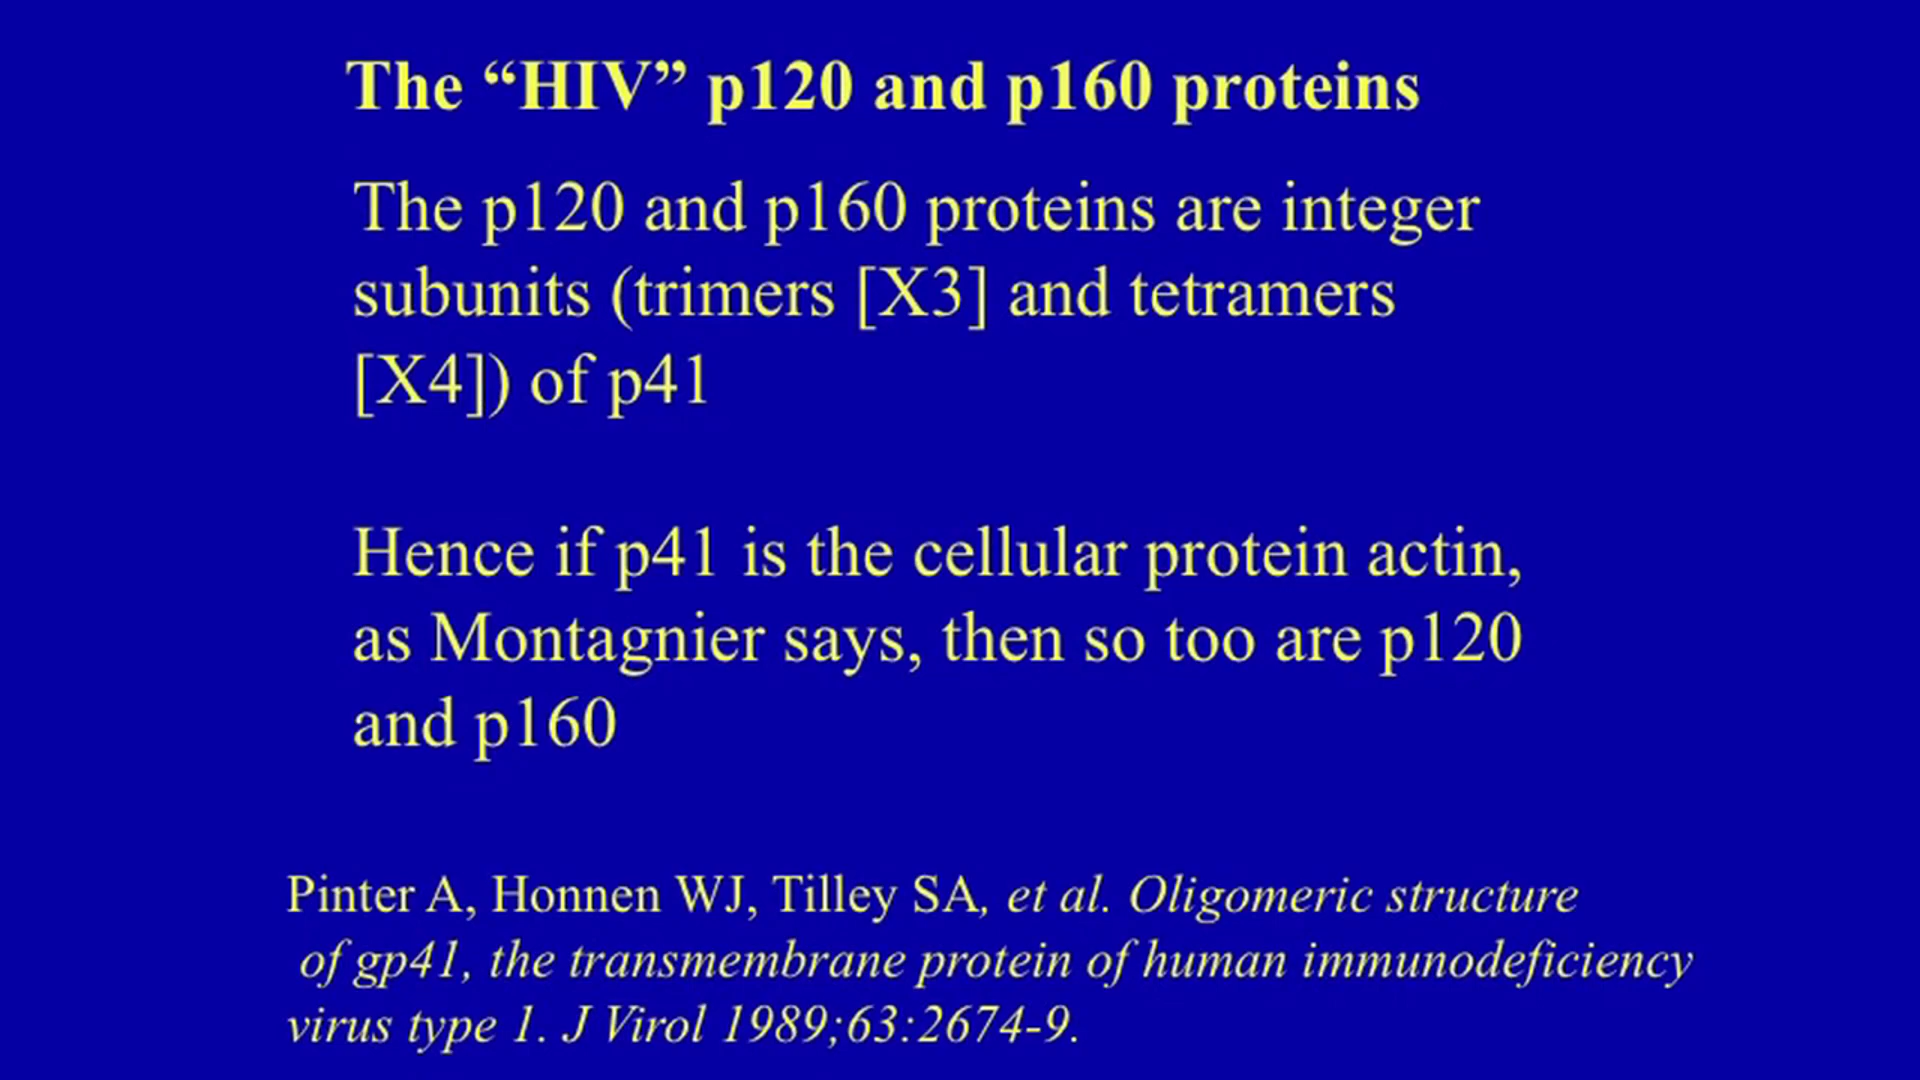 The “HIV” p120 and p160 proteins
The p120 and p160 proteins are integer
subunits (trimers [X3] and tetramers
[X4]) of p41
Hence if p41 is the cellular protein actin,
as Montagnier says, then so too are p120
and p160
Pinter A, Honnen WJ, Tilley SA, et al. Oligomeric structure
of gp41, the transmembrane protein of human immunodeficiency
virus type 1. J Virol 1989;63:2674-9.